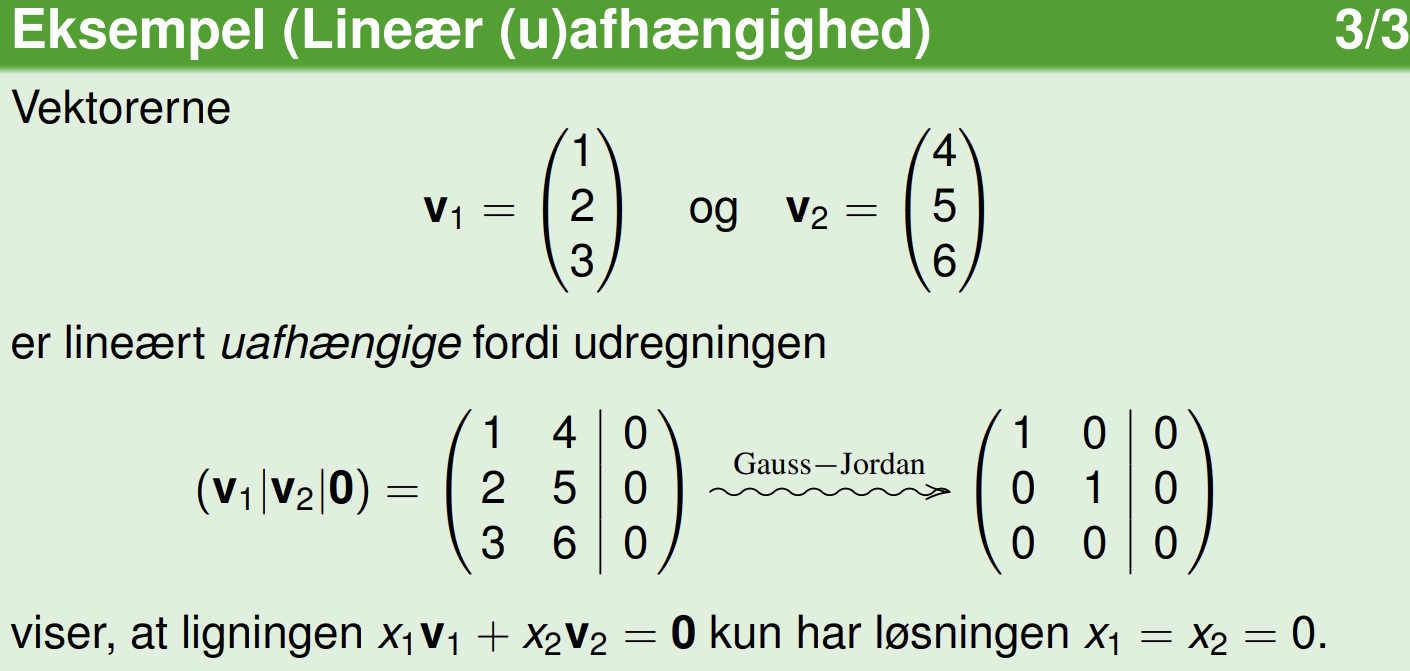 Eksempel (Lineær (u)afhængighed) 3/3
Vektorerne
v₁ = (1 2 3) og v₂ = (4 5 6)
er lineært uafhængige fordi udregningen
(v₁|v₂|0) = (1 4 | 0
2 5 | 0
3 6 | 0) Gauss−Jordan (1 0 | 0
0 1 | 0
0 0 | 0)
viser, at ligningen x₁v₁ + x₂v₂ = 0 kun har løsningen x₁ = x₂ = 0.